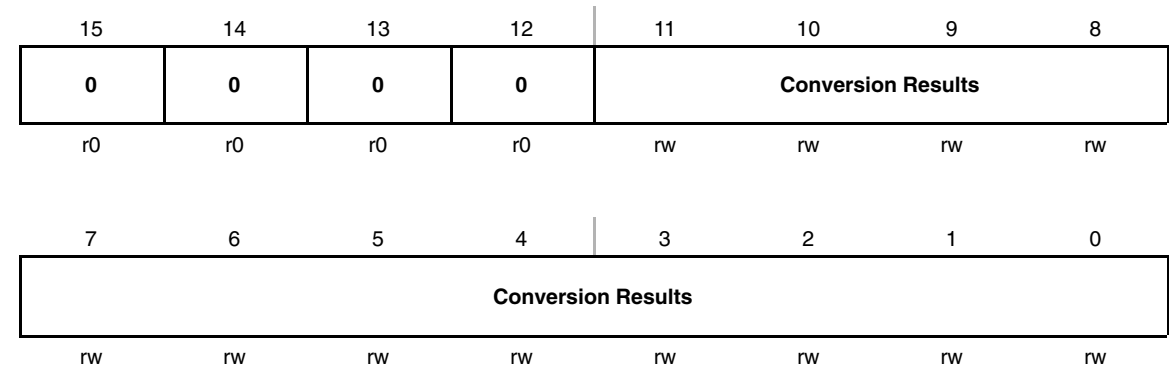 15 14 13 12 11 10 9 8
0 0 0 0 Conversion Results
r0 r0 r0 r0 rw rw rw rw
7 6 5 4 3 2 1 0
Conversion Results
rw rw rw rw rw rw rw rw